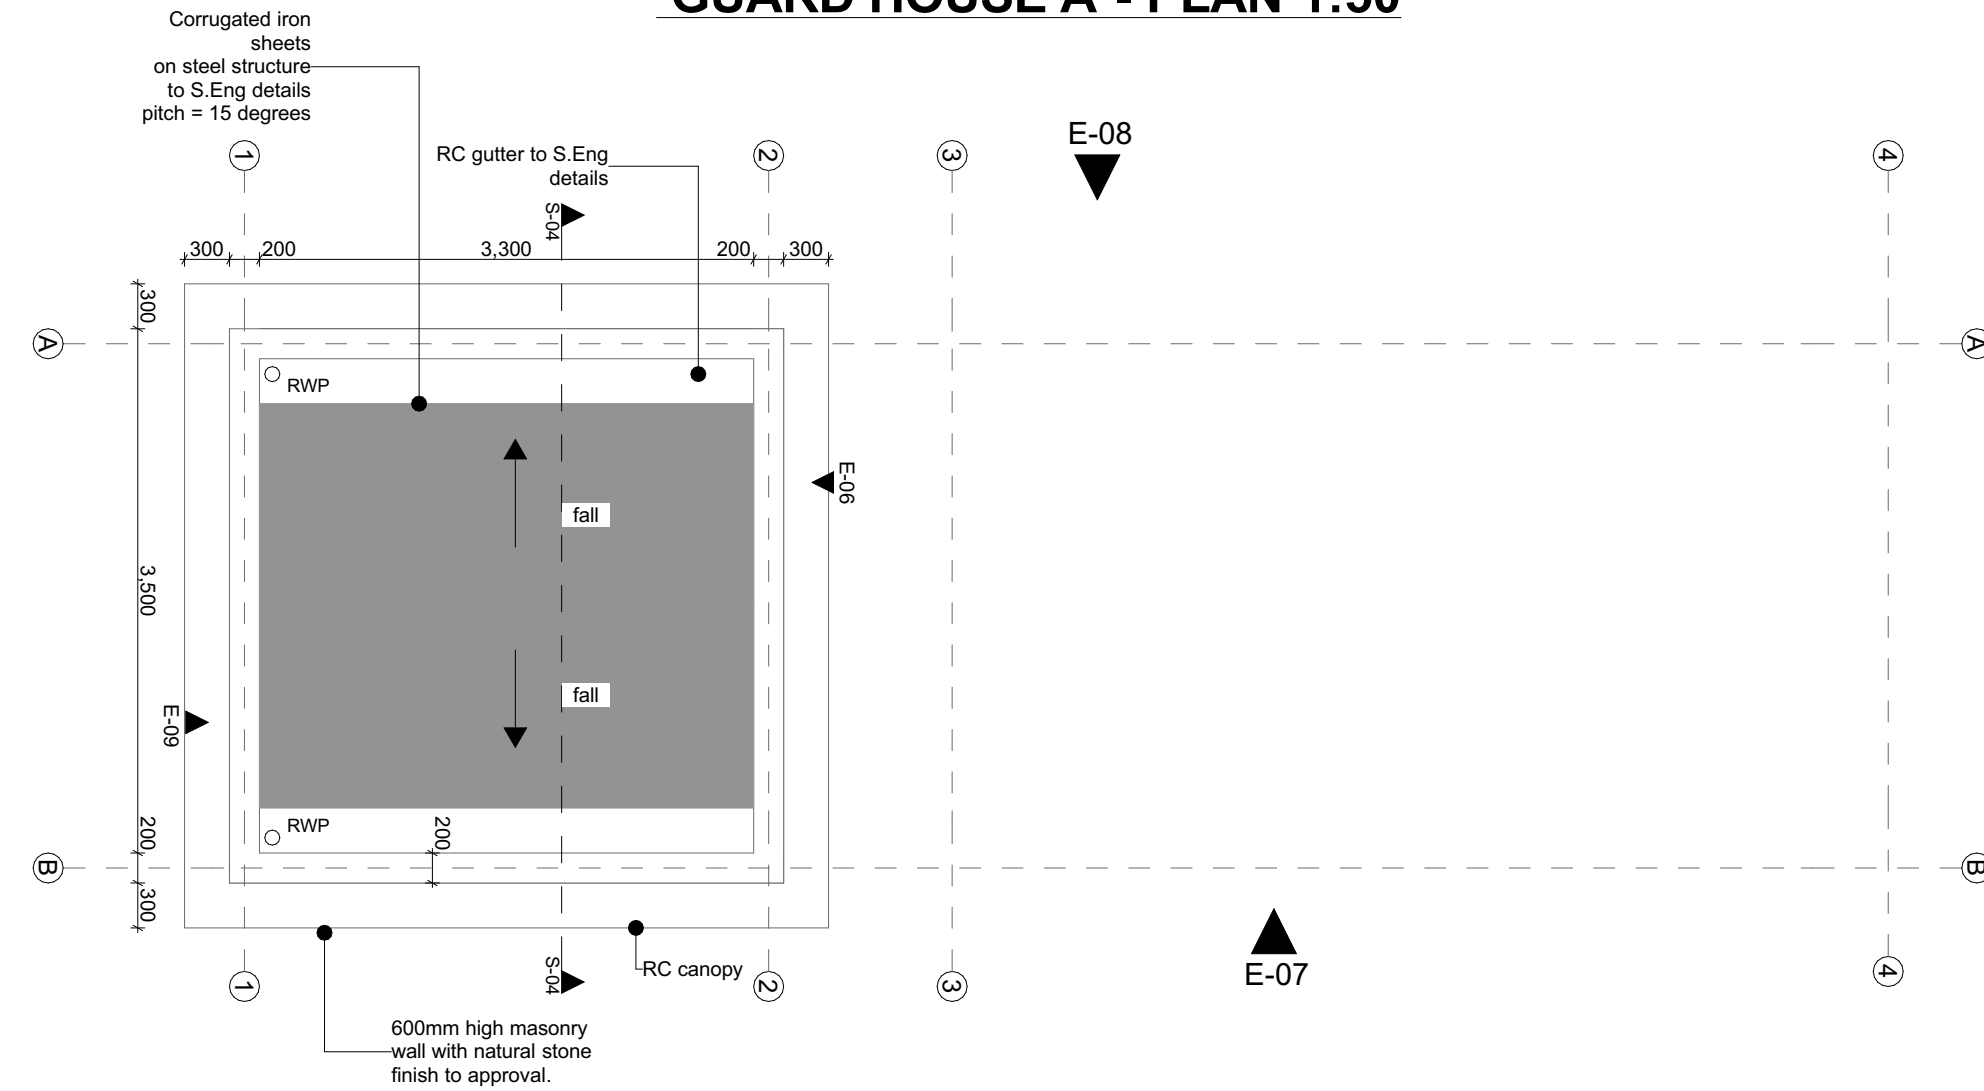 GUARD HOUSE A - PLAN 1:50
Corrugated iron
sheets
on steel structure
to S.Eng details
pitch = 15 degrees
RC gutter to S.Eng
details
E-08
1
2
3
4
S-04
300
200
3,300
200
300
300
A
A
RWP
E-06
fall
3,500
fall
E-09
RWP
200
200
B
B
300
RC canopy
S-04
1
2
3
4
E-07
600mm high masonry
wall with natural stone
finish to approval.